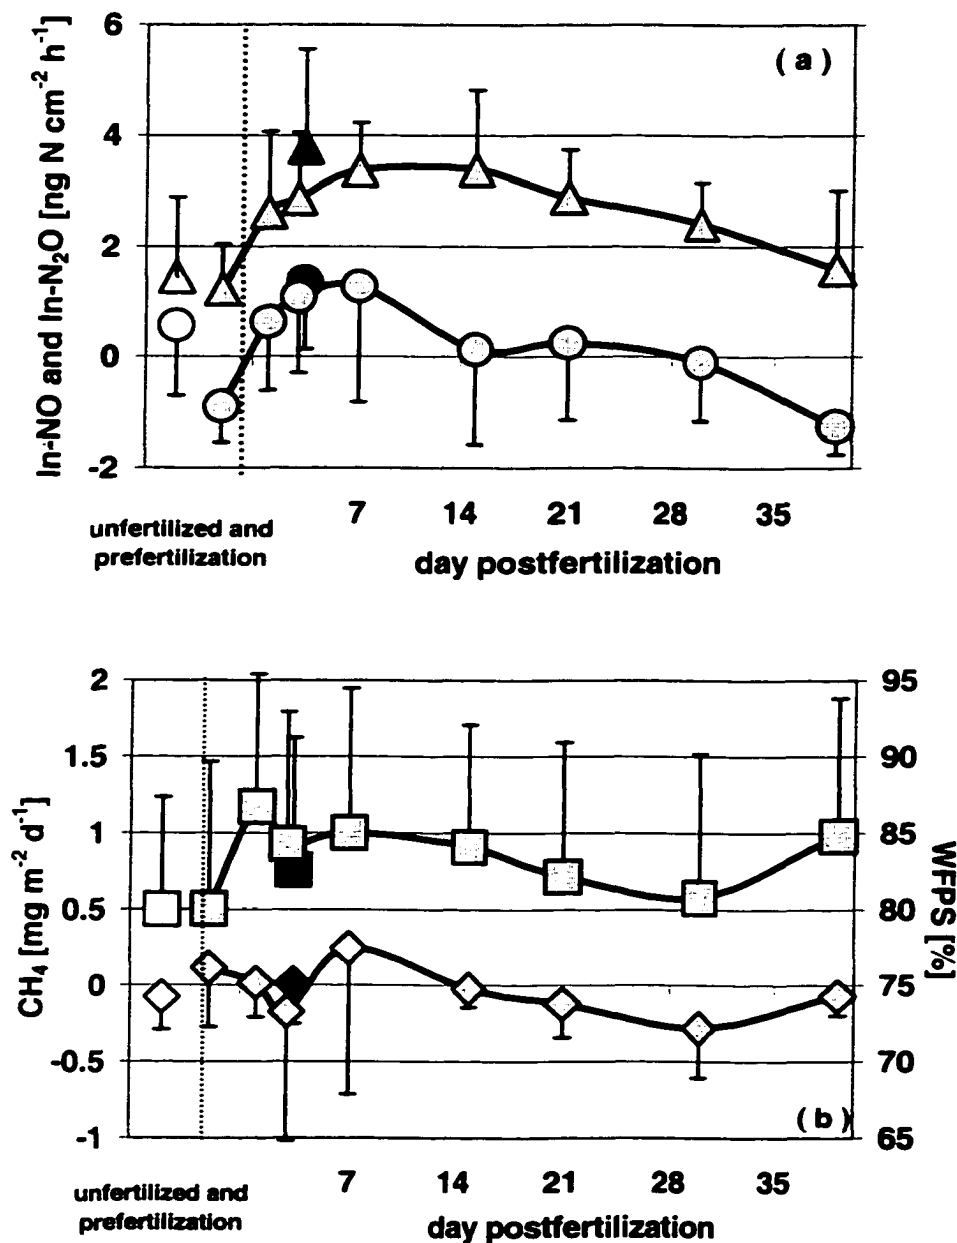 6
( a )
4
2
0
-2
ln-NO and ln-N₂O [ng N cm⁻² h⁻¹]
7 14 21 28 35
unfertilized and
prefertilization
day postfertilization
2 95
1.5 90
1 85
0.5 80
0 75
-0.5 70
-1 65
CH₄ [mg m⁻² d⁻¹]
WFPS [%]
( b )
7 14 21 28 35
unfertilized and
prefertilization
day postfertilization